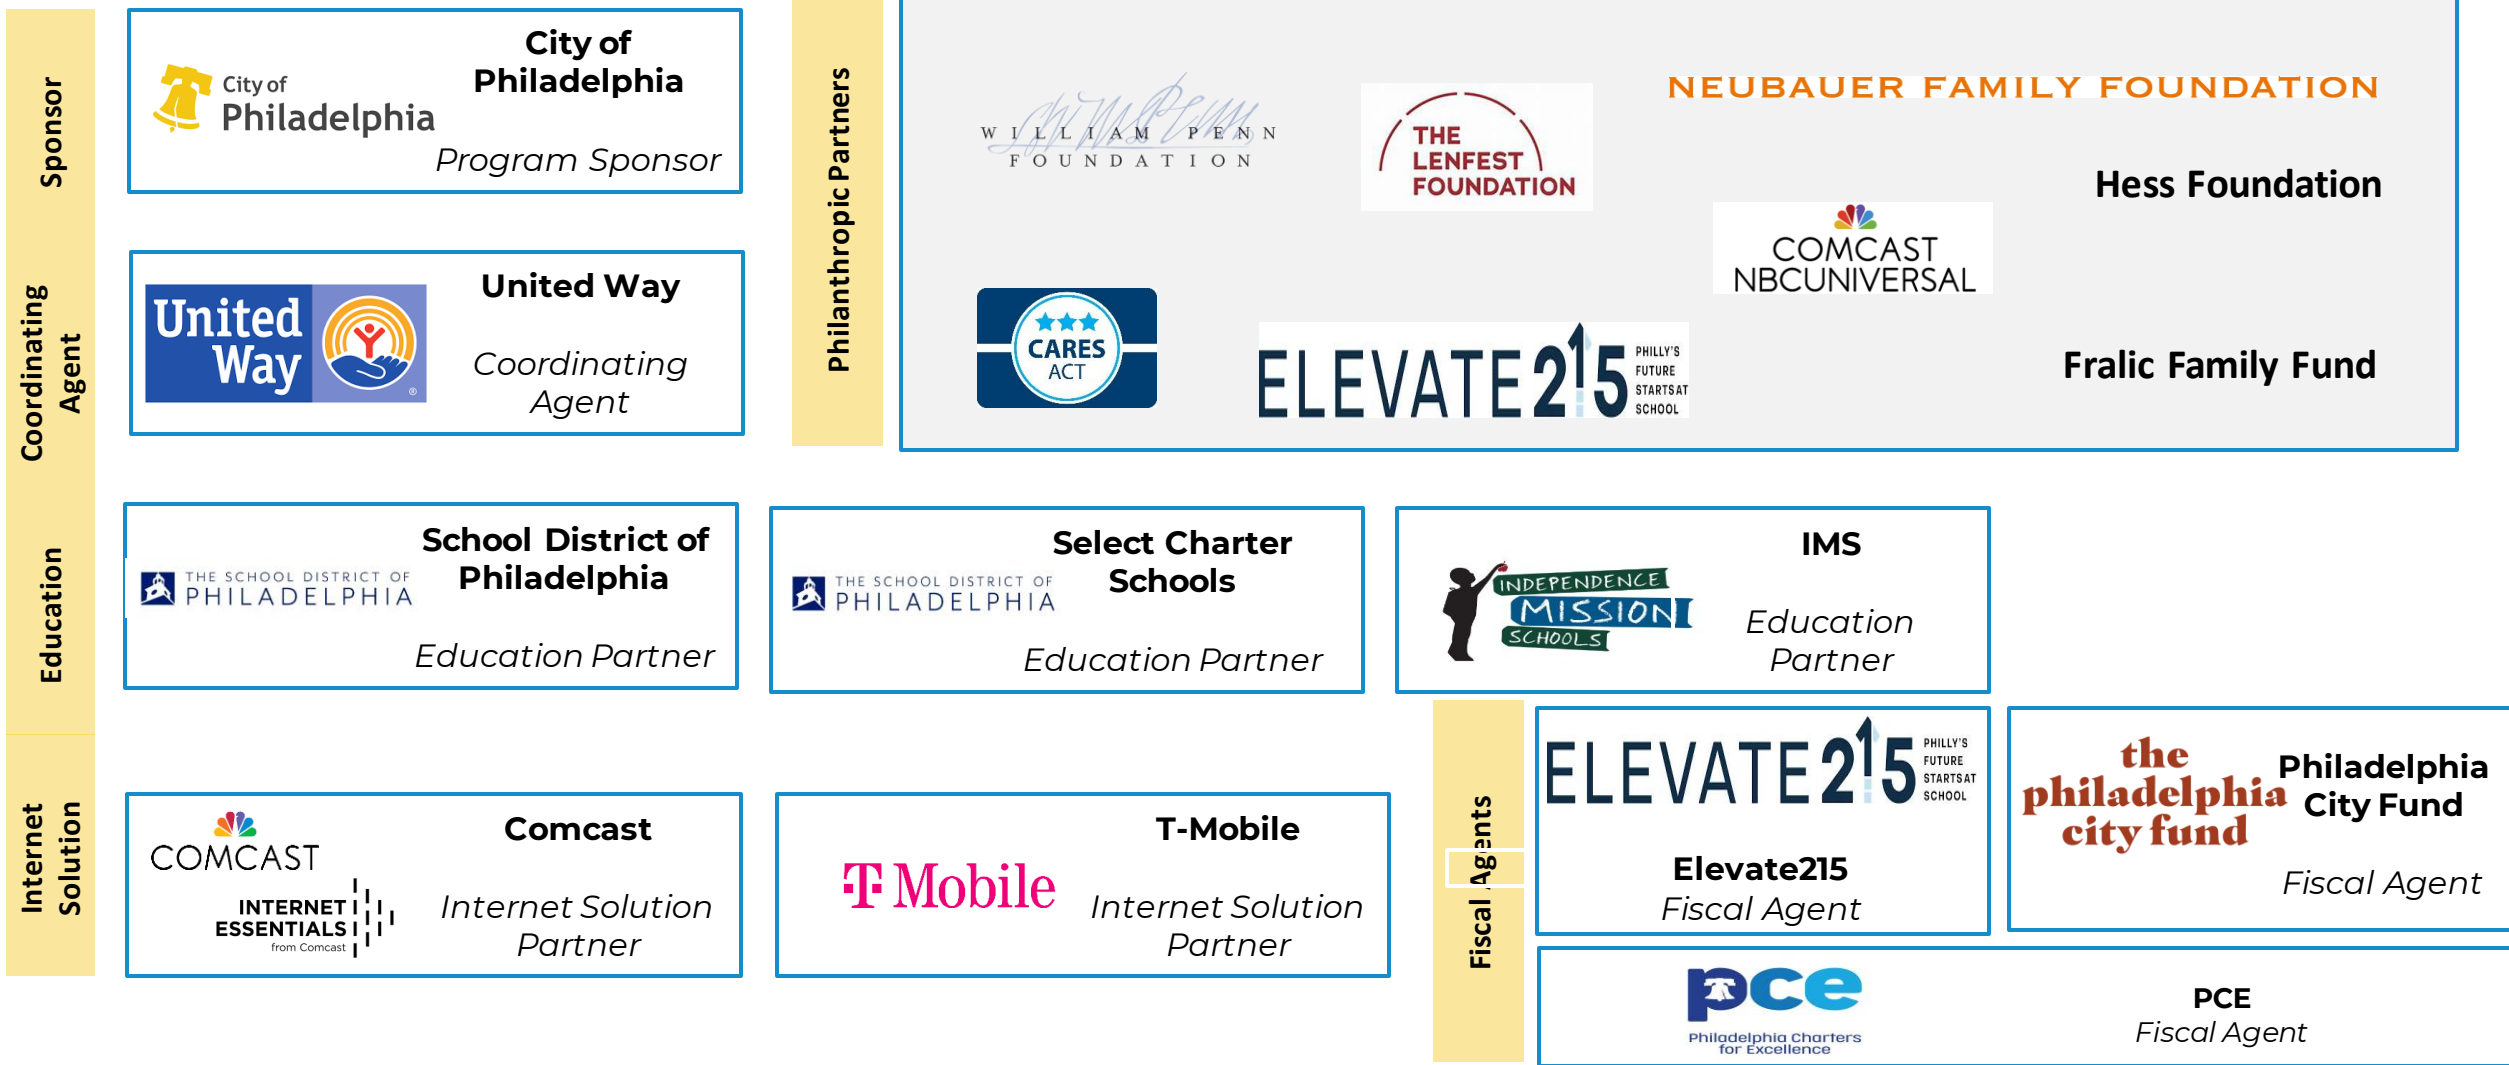 Sponsor
City of
Philadelphia
City of
Philadelphia
Program Sponsor
Philanthropic Partners
WILLIAM PENN
FOUNDATION
THE
LENFEST
FOUNDATION
NEUBAUER FAMILY FOUNDATION
Hess Foundation
COMCAST
NBCUNIVERSAL
CARES
ACT
ELEVATE 215
PHILLY'S
FUTURE
STARTS AT
SCHOOL
Fralic Family Fund
Coordinating
Agent
United
Way
®
United Way
Coordinating
Agent
Education
THE SCHOOL DISTRICT OF
PHILADELPHIA
School District of
Philadelphia
Education Partner
THE SCHOOL DISTRICT OF
PHILADELPHIA
Select Charter
Schools
Education Partner
INDEPENDENCE
MISSION
SCHOOLS
IMS
Education
Partner
Internet
Solution
COMCAST
INTERNET
ESSENTIALS
from Comcast
Comcast
Internet Solution
Partner
T Mobile
T-Mobile
Internet Solution
Partner
Fiscal Agents
ELEVATE 215
PHILLY'S
FUTURE
STARTS AT
SCHOOL
Elevate215
Fiscal Agent
the
philadelphia
city fund
Philadelphia
City Fund
Fiscal Agent
pce
Philadelphia Charters
for Excellence
PCE
Fiscal Agent